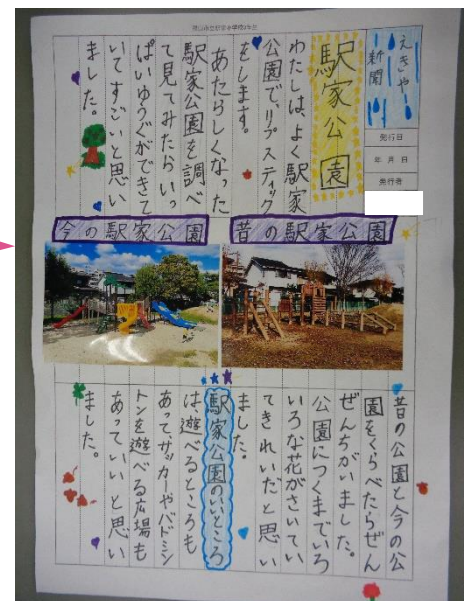 えきやー
新聞
発行日
年 月 日
発行者
駅家公園
わたしは、よく駅家
公園で、リプスティック
をします。
あたらしくなった
駅家公園を調べ
て見てみたらいっ
ぱいゆうぐができて
いてすごいと思い
ました。
昔の駅家公園
今の駅家公園
昔の公園と今の公
園をくらべたらぜん
ぜんちがいました。
公園につくまでいろ
いろな花がさいてい
てきれいだと思い
ました。
駅家公園のいいところ
は、遊べるところも
あってサッカーやバドミン
トンを遊べる広場も
あっていいと思い
ました。